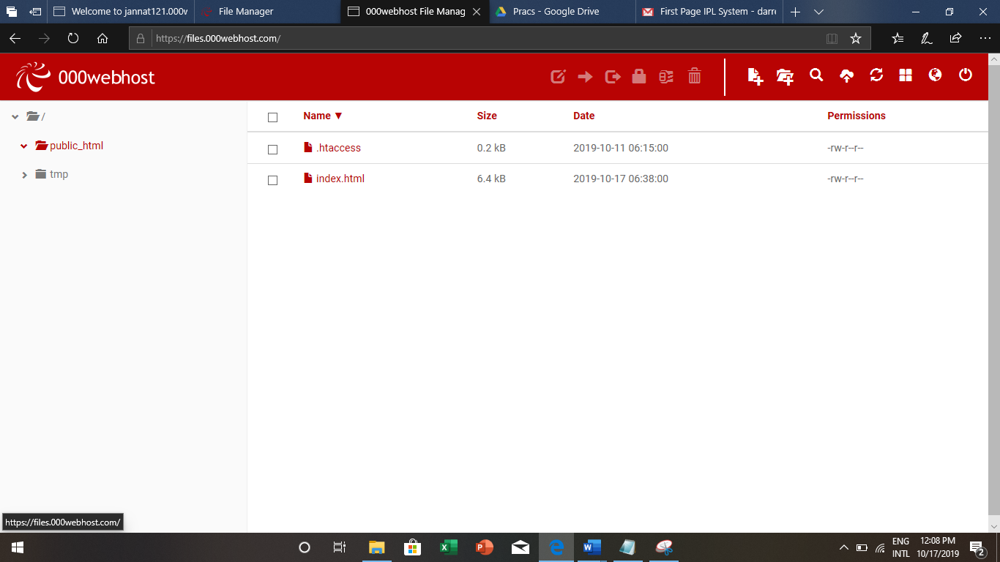 Welcome to jannat121.000w
File Manager
000webhost File Manag
Pracs - Google Drive
First Page IPL System - darre
https://files.000webhost.com/
000webhost
/
public_html
tmp
Name ▼ Size Date Permissions
.htaccess 0.2 kB 2019-10-11 06:15:00 -rw-r--r--
index.html 6.4 kB 2019-10-17 06:38:00 -rw-r--r--
https://files.000webhost.com/
ENG
INTL
12:08 PM
10/17/2019
2